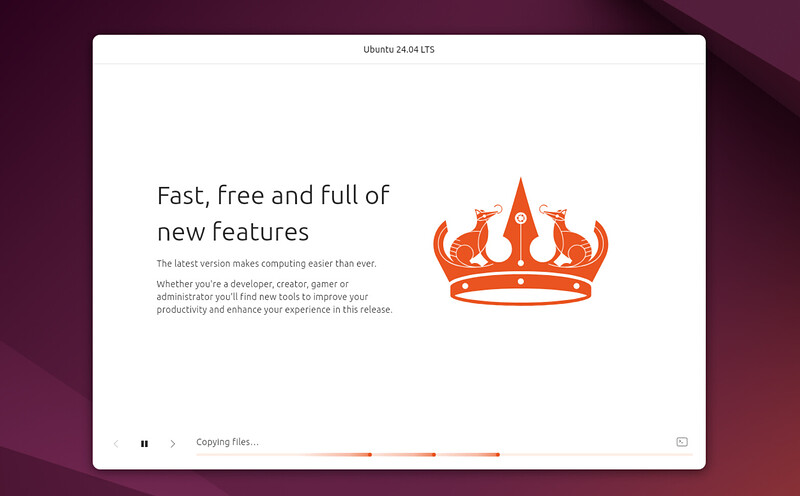 Ubuntu 24.04 LTS
Fast, free and full of
new features
The latest version makes computing easier than ever.
Whether you're a developer, creator, gamer or
administrator you'll find new tools to improve your
productivity and enhance your experience in this release.
Copying files...